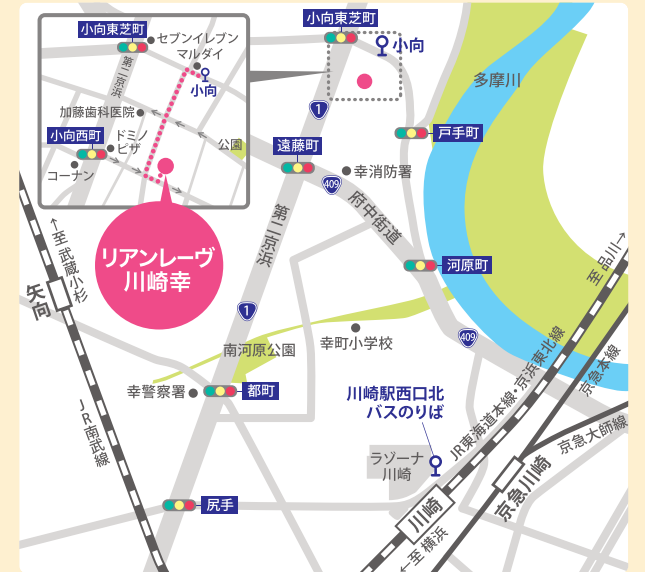 小向東芝町
セブンイレブン
マルダイ
小向
第二京浜
加藤歯科医院
小向西町
ドミノ
ピザ
公園
コーナン
リアンレーヴ
川崎幸
小向東芝町
小向
1
多摩川
戸手町
遠藤町
幸消防署
409
府中街道
第二京浜
河原町
←至 武蔵小杉
矢向
至 品川→
1
409
南河原公園
幸町小学校
幸警察署
都町
川崎駅西口北
バスのりば
JR東海道本線・京浜東北線
京急本線
JR南武線
ラゾーナ
川崎
京急大師線
京急川崎
尻手
川崎
←至 横浜